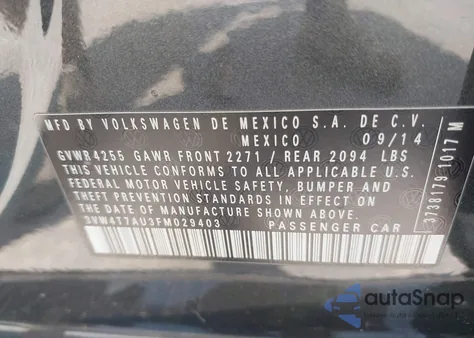 MFD BY VOLKSWAGEN DE MEXICO S.A. DE C.V.
MEXICO 09/14
GVWR 4255 GAWR FRONT 2271 / REAR 2094 LBS
THIS VEHICLE CONFORMS TO ALL APPLICABLE U.S.
FEDERAL MOTOR VEHICLE SAFETY, BUMPER AND
THEFT PREVENTION STANDARDS IN EFFECT ON THE
DATE OF MANUFACTURE SHOWN ABOVE
3VW4T7AU3FM029403 PASSENGER CAR
3738179-1017 M
autoSnap